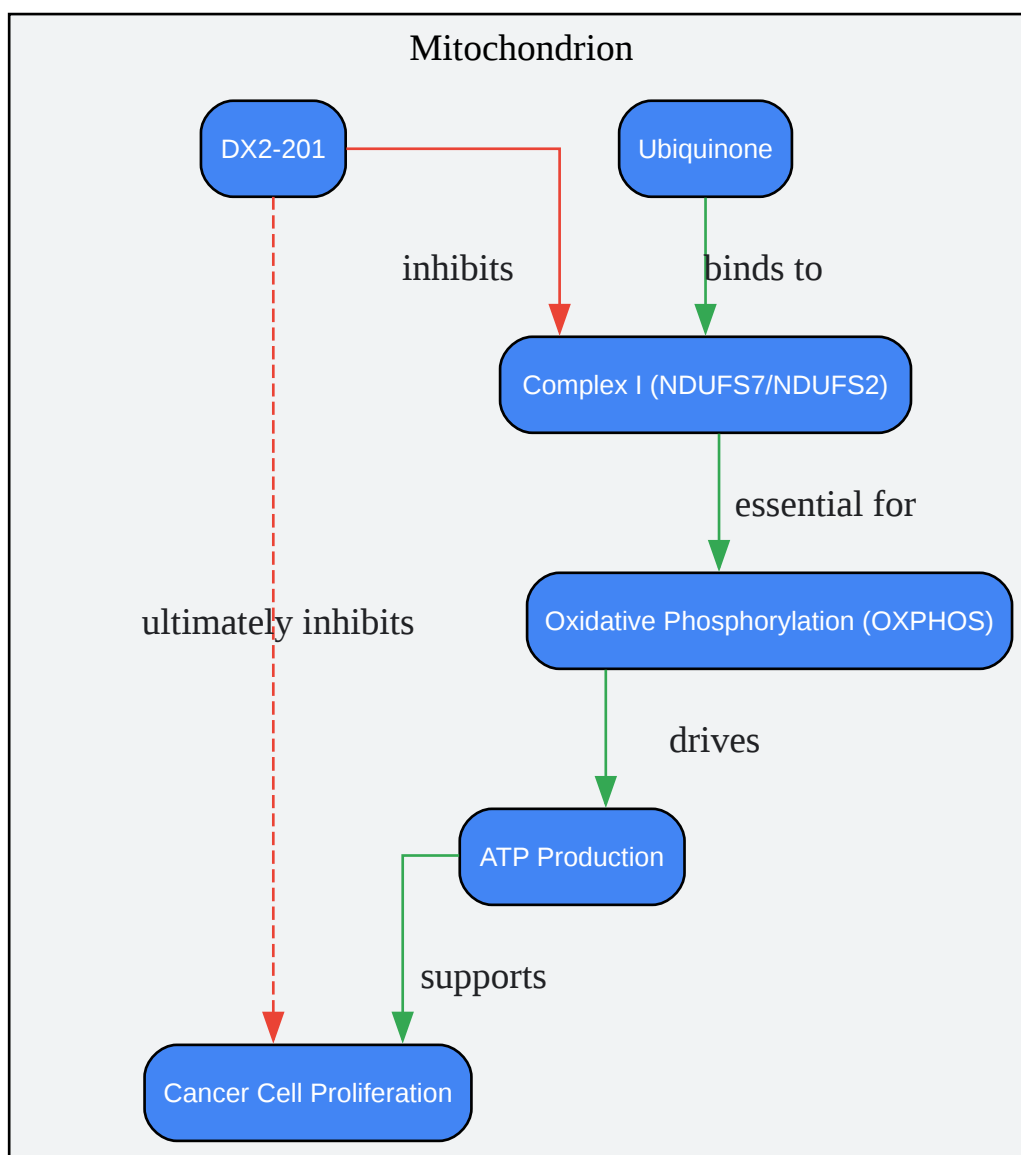 Mitochondrion
DX2-201
Ubiquinone
inhibits
binds to
Complex I (NDUFS7/NDUFS2)
essential for
Oxidative Phosphorylation (OXPHOS)
ultimately inhibits
drives
ATP Production
supports
Cancer Cell Proliferation